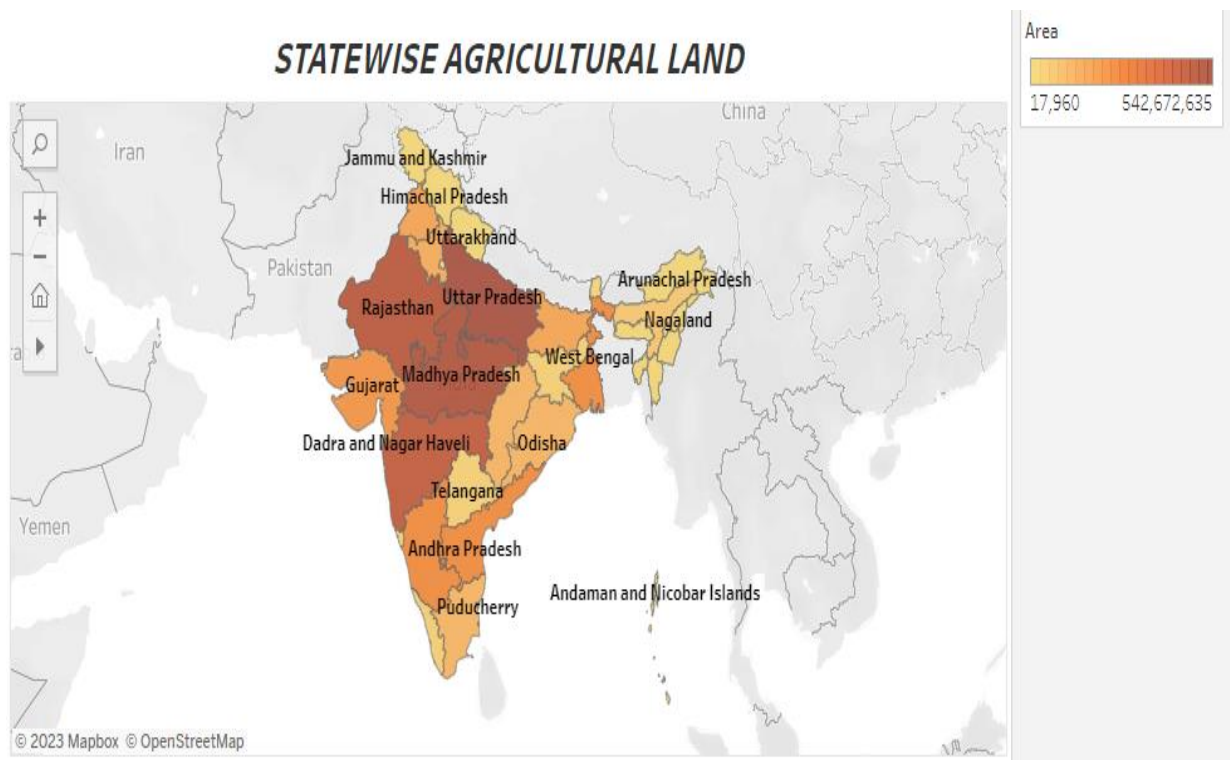 STATEWISE AGRICULTURAL LAND
Area
17,960 542,672,635
China
Iran
Jammu and Kashmir
Himachal Pradesh
Uttarakhand
Pakistan
Arunachal Pradesh
Uttar Pradesh
Rajasthan
Nagaland
West Bengal
Madhya Pradesh
Gujarat
Dadra and Nagar Haveli
Odisha
Telangana
Yemen
Andhra Pradesh
Andaman and Nicobar Islands
Puducherry
© 2023 Mapbox © OpenStreetMap